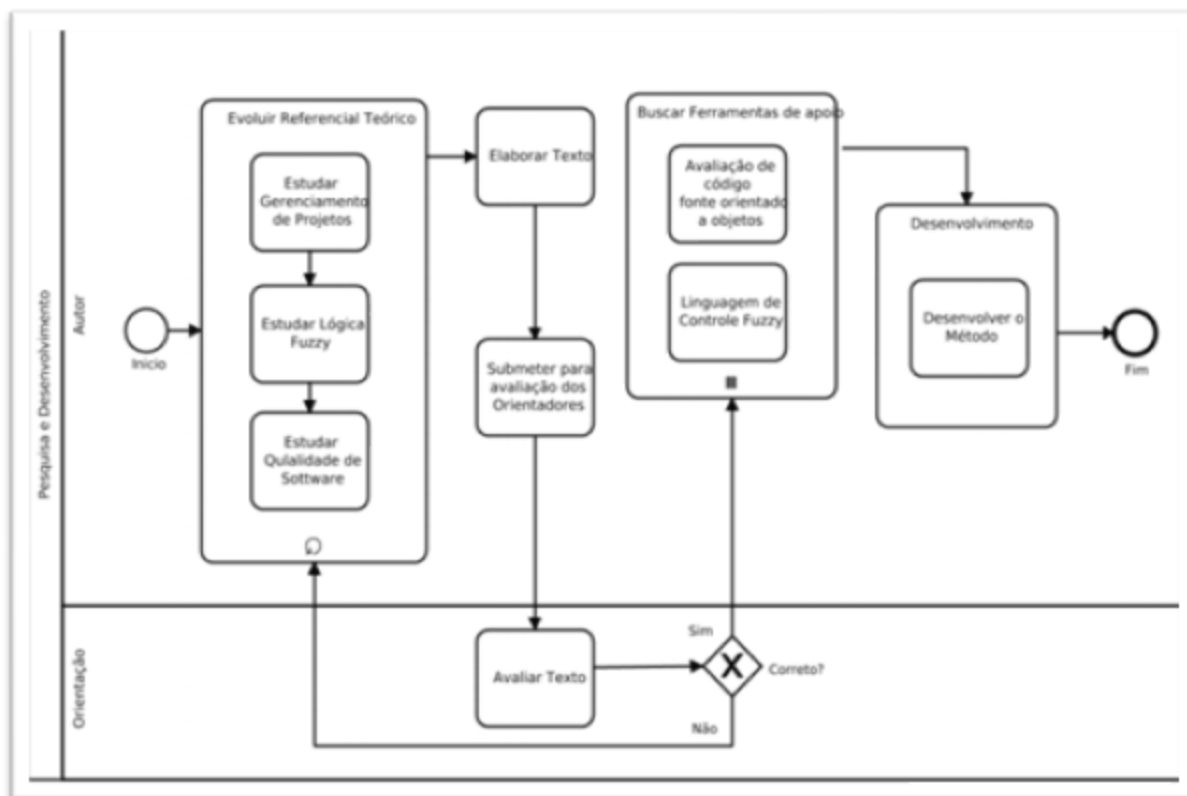 Pesquisa e Desenvolvimento
Autor
Inicio
Evoluir Referencial Teórico
Estudar
Gerenciamento
de Projetos
Estudar Lógica
Fuzzy
Estudar
Qulalidade de
Sottware
Elaborar Texto
Submeter para
avaliação dos
Orientadores
Buscar Ferramentas de apoio
Avaliação de
código
fonte orientado
a objetos
Linguagem de
Controle Fuzzy
Desenvolvimento
Desenvolver o
Método
Fim
Orientação
Avaliar Texto
Sim
Correto?
Não